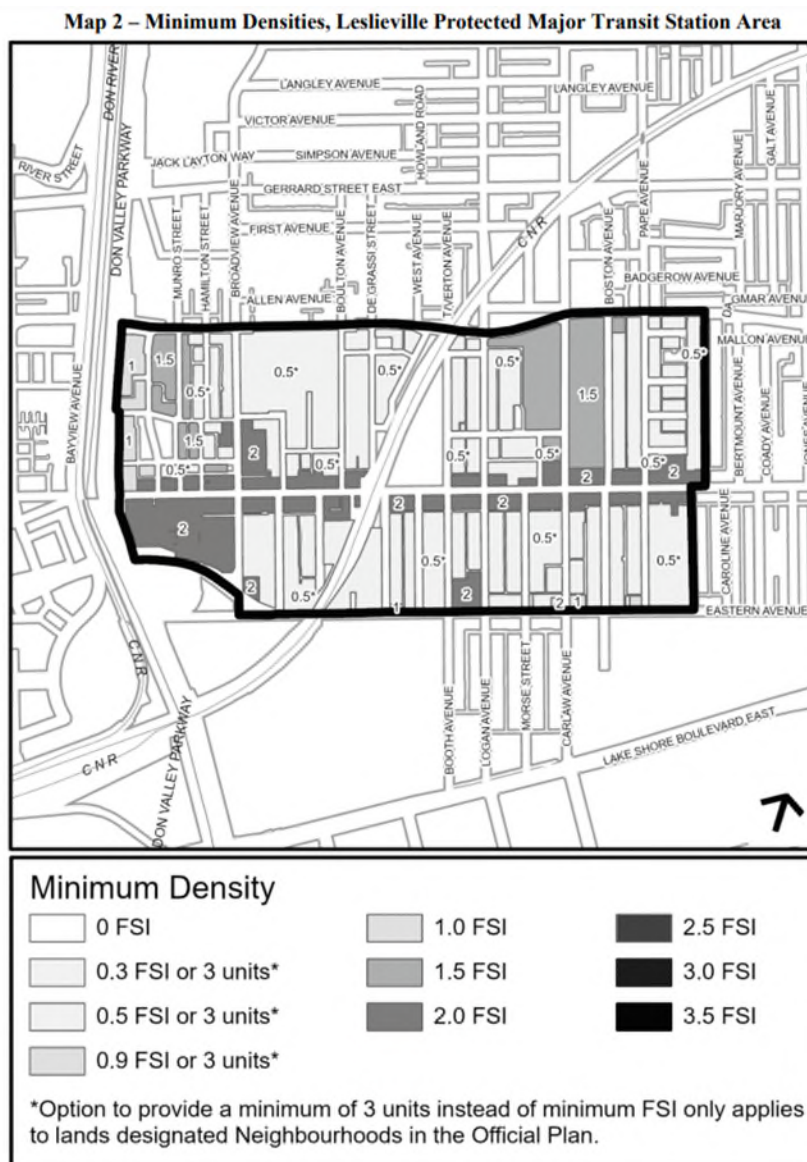 Map 2 – Minimum Densities, Leslieville Protected Major Transit Station Area
DON RIVER
LANGLEY AVENUE
LANGLEY AVENUE
HOWLAND ROAD
VICTOR AVENUE
GALT AVENUE
PAPE AVENUE
MARJORY AVENUE
RIVER STREET
DON VALLEY PARKWAY
JACK LAYTON WAY
SIMPSON AVENUE
GERRARD STREET EAST
MUNRO STREET
HAMILTON STREET
BROADVIEW AVENUE
FIRST AVENUE
BOULTON AVENUE
DE GRASSI STREET
WEST AVENUE
TIVERTON AVENUE
CNR
BOSTON AVENUE
BADGEROW AVENUE
ALLEN AVENUE
DAGMAR AVENUE
MALLON AVENUE
1
1.5
0.5*
0.5*
0.5*
0.5*
1.5
0.5*
BAYVIEW AVENUE
BERTMOUNT AVENUE
COADY AVENUE
1
1.5
2
0.5*
0.5*
0.5*
0.5*
0.5*
2
2
2
2
2
2
0.5*
0.5*
0.5*
0.5*
2
2
2
1
1
CAROLINE AVENUE
EASTERN AVENUE
CNR
CNR
DON VALLEY PARKWAY
BOOTH AVENUE
LOGAN AVENUE
MORSE STREET
CARLAW AVENUE
LAKE SHORE BOULEVARD EAST
Minimum Density
0 FSI
0.3 FSI or 3 units*
0.5 FSI or 3 units*
0.9 FSI or 3 units*
1.0 FSI
1.5 FSI
2.0 FSI
2.5 FSI
3.0 FSI
3.5 FSI
*Option to provide a minimum of 3 units instead of minimum FSI only applies
to lands designated Neighbourhoods in the Official Plan.